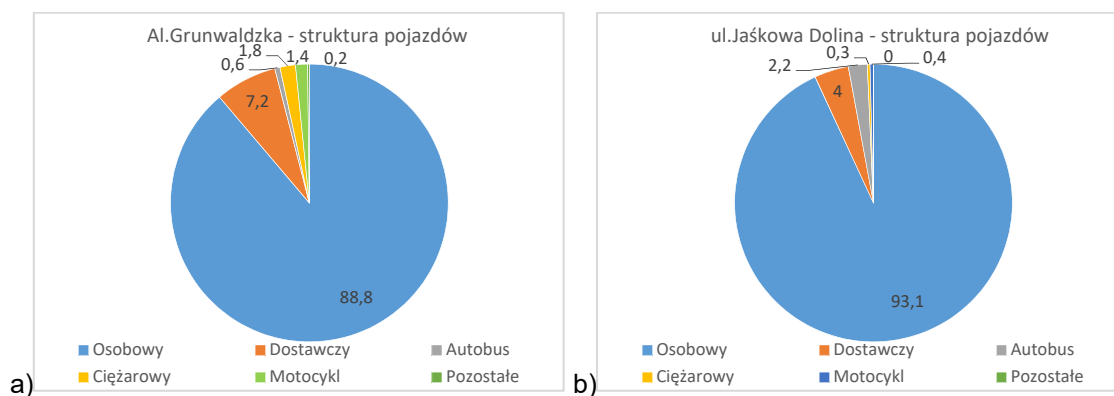 Al.Grunwaldzka - struktura pojazdów
1,8
1,4
0,2
0,6
7,2
88,8
Osobowy
Dostawczy
Autobus
Ciężarowy
Motocykl
Pozostałe
a)
ul.Jaśkowa Dolina - struktura pojazdów
0,3
0
0,4
2,2
4
93,1
Osobowy
Dostawczy
Autobus
Ciężarowy
Motocykl
Pozostałe
b)